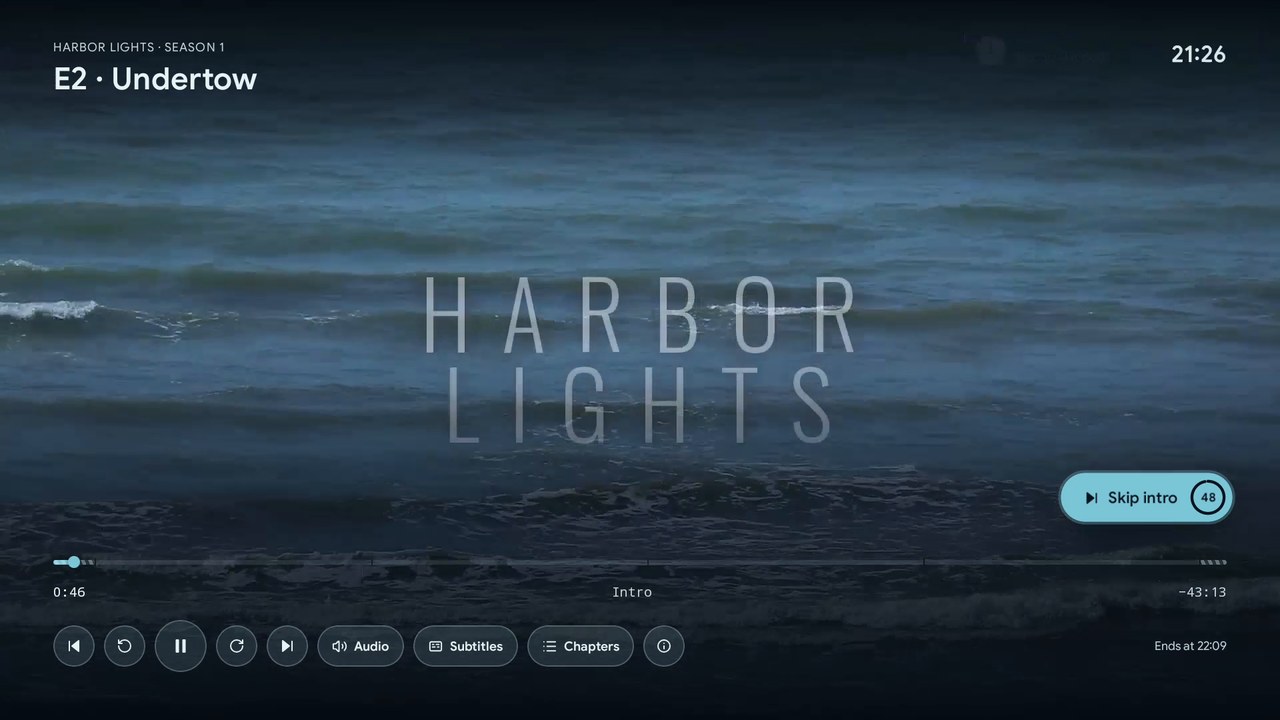 HARBOR LIGHTS · SEASON 1
21:26
E2 · Undertow
HARBOR
LIGHTS
Skip intro 48
0:46 Intro −43:13
Audio Subtitles Chapters Ends at 22:09